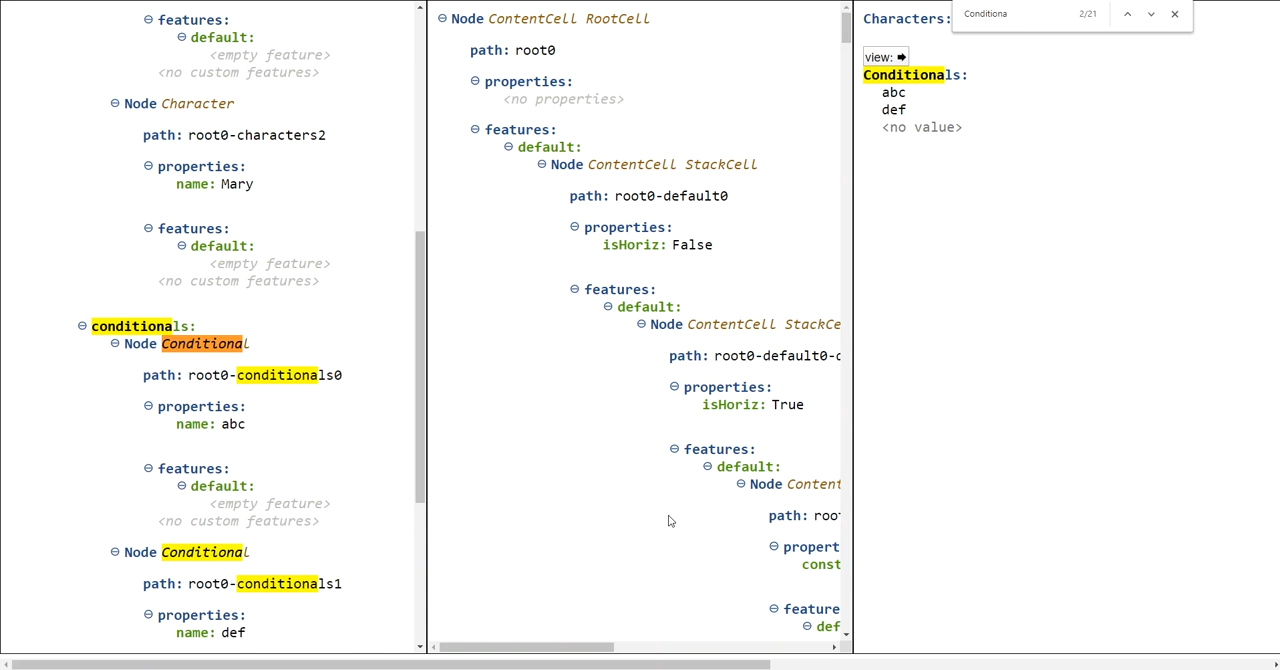 features:
default:
<empty feature>
<no custom features>
Node Character
path: root0-characters2
properties:
name: Mary
features:
default:
<empty feature>
<no custom features>
conditionals:
Node Conditional
path: root0-conditionals0
properties:
name: abc
features:
default:
<empty feature>
<no custom features>
Node Conditional
path: root0-conditionals1
properties:
name: def
Node ContentCell RootCell
path: root0
properties:
<no properties>
features:
default:
Node ContentCell StackCell
path: root0-default0
properties:
isHoriz: False
features:
default:
Node ContentCell StackCe
path: root0-default0-c
properties:
isHoriz: True
features:
default:
Node Content
path: root
propert
const
feature
def
Characters:
Conditiona
2/21
view:
Conditionals:
abc
def
<no value>